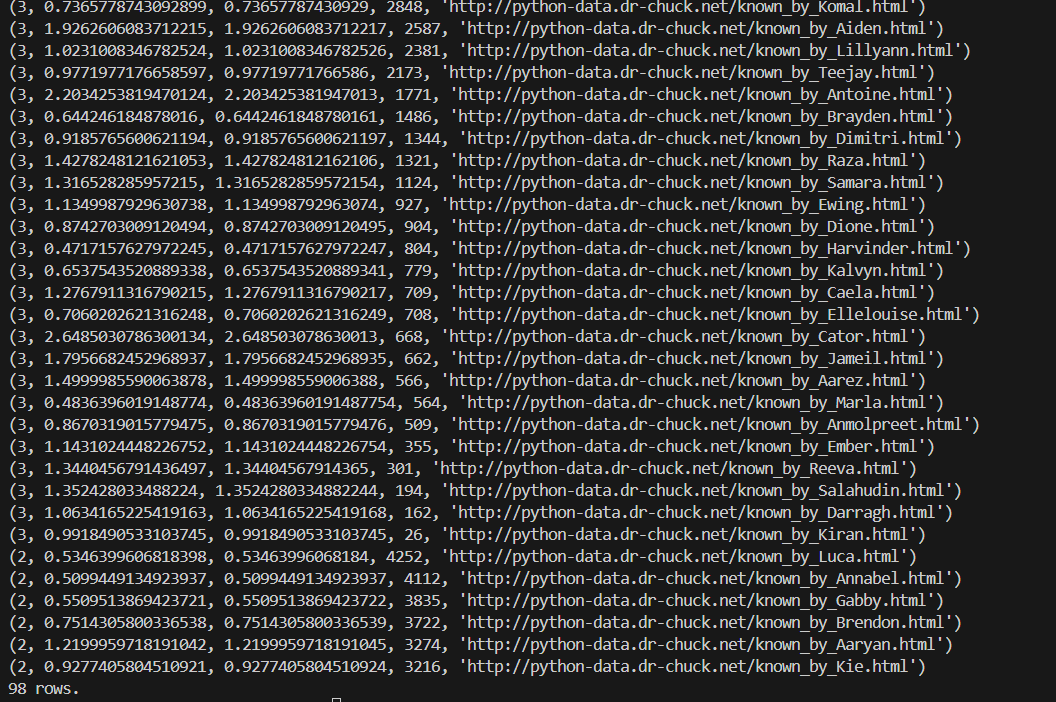 (3, 0.7365778743092899, 0.73657787430929, 2848, 'http://python-data.dr-chuck.net/known_by_Komal.html')
(3, 1.9262606083712215, 1.9262606083712217, 2587, 'http://python-data.dr-chuck.net/known_by_Aiden.html')
(3, 1.0231008346782524, 1.0231008346782526, 2381, 'http://python-data.dr-chuck.net/known_by_Lillyann.html')
(3, 0.9771977176658597, 0.97719771766586, 2173, 'http://python-data.dr-chuck.net/known_by_Teejay.html')
(3, 2.2034253819470124, 2.203425381947013, 1771, 'http://python-data.dr-chuck.net/known_by_Antoine.html')
(3, 0.644246184878016, 0.6442461848780161, 1486, 'http://python-data.dr-chuck.net/known_by_Brayden.html')
(3, 0.9185765600621194, 0.9185765600621197, 1344, 'http://python-data.dr-chuck.net/known_by_Dimitri.html')
(3, 1.4278248121621053, 1.427824812162106, 1321, 'http://python-data.dr-chuck.net/known_by_Raza.html')
(3, 1.316528285957215, 1.3165282859572154, 1124, 'http://python-data.dr-chuck.net/known_by_Samara.html')
(3, 1.1349987929630738, 1.134998792963074, 927, 'http://python-data.dr-chuck.net/known_by_Ewing.html')
(3, 0.8742703009120494, 0.8742703009120495, 904, 'http://python-data.dr-chuck.net/known_by_Dione.html')
(3, 0.4717157627972245, 0.4717157627972247, 804, 'http://python-data.dr-chuck.net/known_by_Harvinder.html')
(3, 0.6537543520889338, 0.6537543520889341, 779, 'http://python-data.dr-chuck.net/known_by_Kalvyn.html')
(3, 1.2767911316790215, 1.2767911316790217, 709, 'http://python-data.dr-chuck.net/known_by_Caela.html')
(3, 0.7060202621316248, 0.7060202621316249, 708, 'http://python-data.dr-chuck.net/known_by_Ellelouise.html')
(3, 2.6485030786300134, 2.648503078630013, 668, 'http://python-data.dr-chuck.net/known_by_Cator.html')
(3, 1.7956682452968937, 1.7956682452968935, 662, 'http://python-data.dr-chuck.net/known_by_Jameil.html')
(3, 1.4999985590063878, 1.499998559006388, 566, 'http://python-data.dr-chuck.net/known_by_Aarez.html')
(3, 0.4836396019148774, 0.48363960191487754, 564, 'http://python-data.dr-chuck.net/known_by_Marla.html')
(3, 0.8670319015779475, 0.8670319015779476, 509, 'http://python-data.dr-chuck.net/known_by_Anmolpreet.html')
(3, 1.1431024448226752, 1.1431024448226754, 355, 'http://python-data.dr-chuck.net/known_by_Ember.html')
(3, 1.3440456791436497, 1.34404567914365, 301, 'http://python-data.dr-chuck.net/known_by_Reeva.html')
(3, 1.352428033488224, 1.3524280334882244, 194, 'http://python-data.dr-chuck.net/known_by_Salahudin.html')
(3, 1.0634165225419163, 1.0634165225419168, 162, 'http://python-data.dr-chuck.net/known_by_Darragh.html')
(3, 0.9918490533103745, 0.9918490533103745, 26, 'http://python-data.dr-chuck.net/known_by_Kiran.html')
(2, 0.5346399606818398, 0.53463996068184, 4252, 'http://python-data.dr-chuck.net/known_by_Luca.html')
(2, 0.5099449134923937, 0.5099449134923937, 4112, 'http://python-data.dr-chuck.net/known_by_Annabel.html')
(2, 0.5509513869423721, 0.5509513869423722, 3835, 'http://python-data.dr-chuck.net/known_by_Gabby.html')
(2, 0.7514305800336538, 0.7514305800336539, 3722, 'http://python-data.dr-chuck.net/known_by_Brendon.html')
(2, 1.2199959718191042, 1.2199959718191045, 3274, 'http://python-data.dr-chuck.net/known_by_Aaryan.html')
(2, 0.9277405804510921, 0.9277405804510924, 3216, 'http://python-data.dr-chuck.net/known_by_Kie.html')
98 rows.